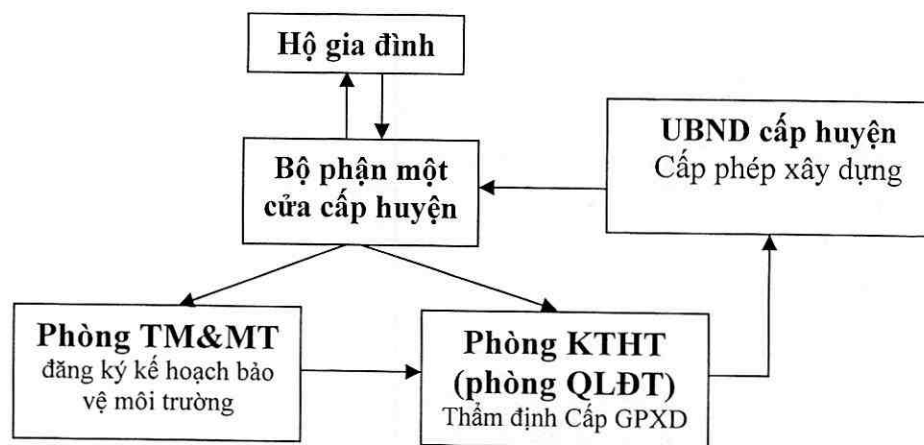 Hộ gia đình
Bộ phận một
cửa cấp huyện
UBND cấp huyện
Cấp phép xây dựng
Phòng TM&MT
đăng ký kế hoạch bảo
vệ môi trường
Phòng KTHT
(phòng QLĐT)
Thẩm định Cấp GPXD